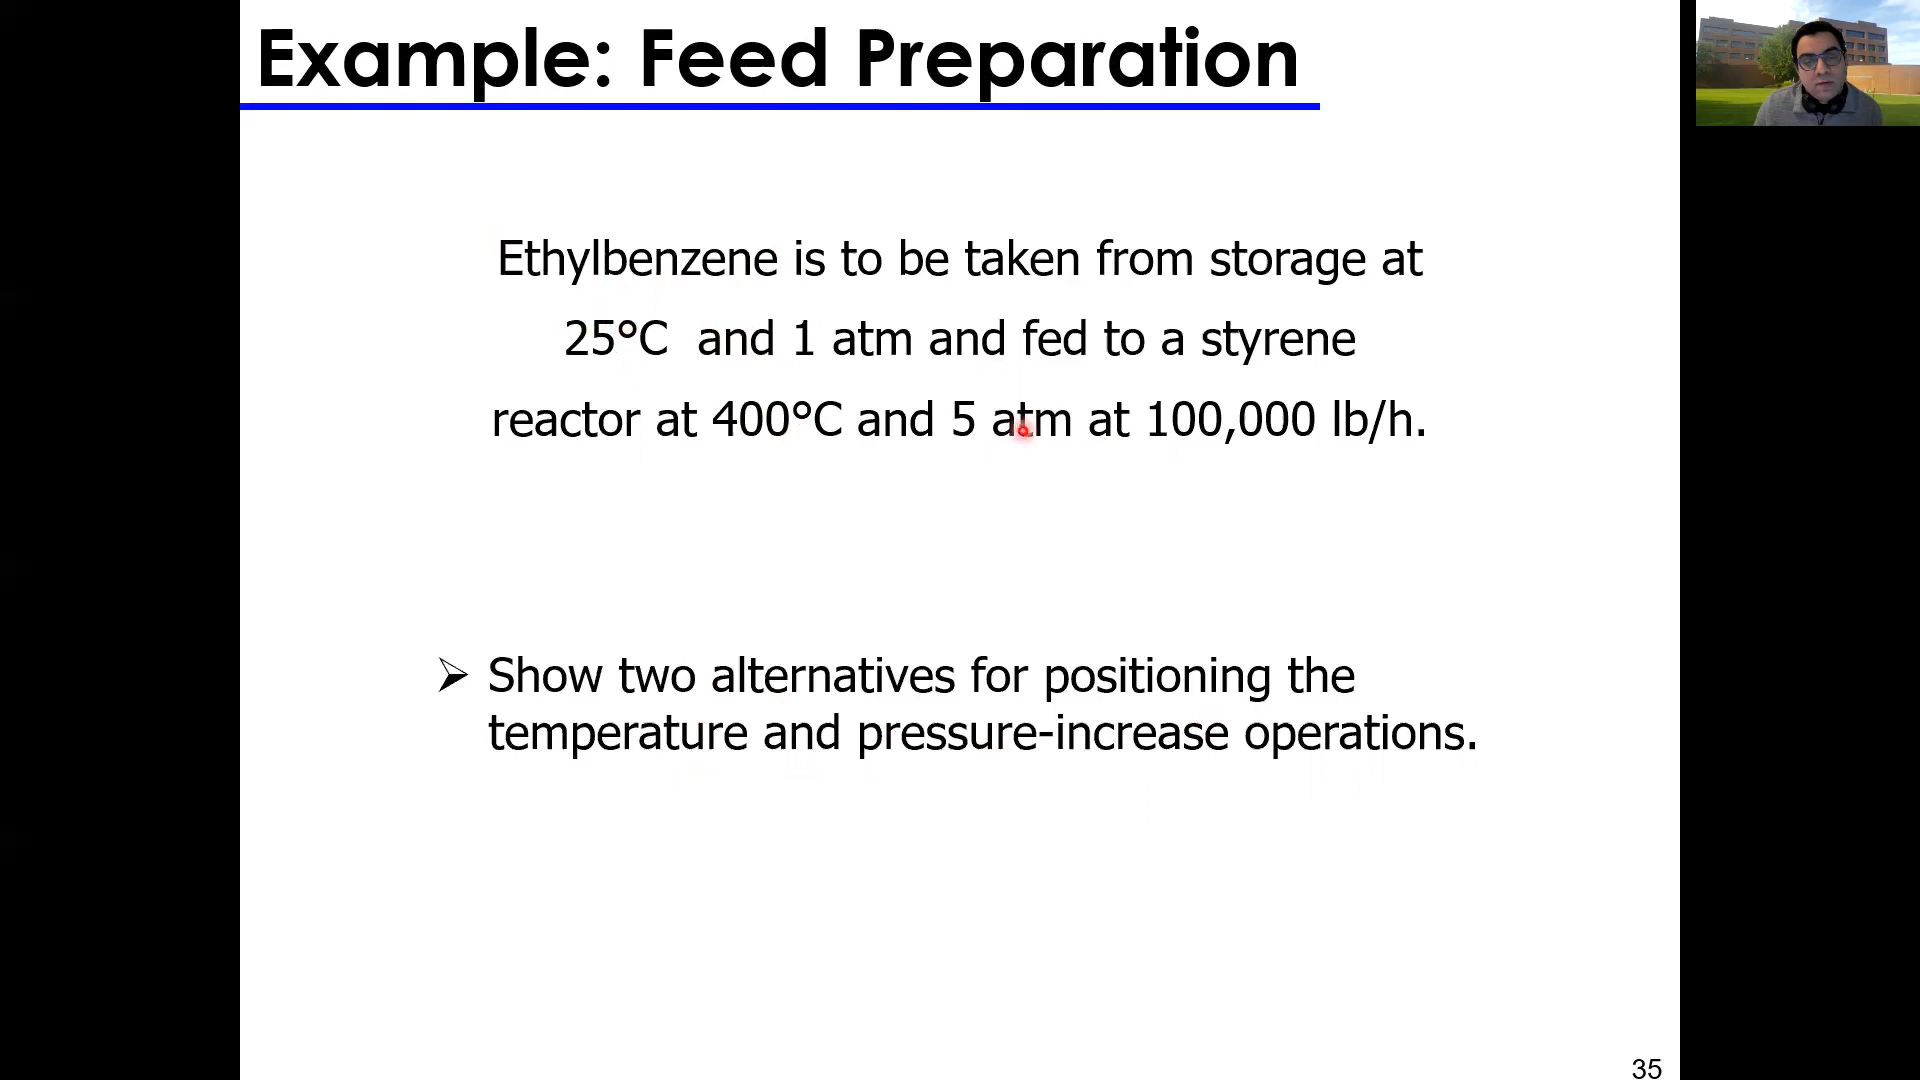 Example: Feed Preparation
Ethylbenzene is to be taken from storage at
25°C and 1 atm and fed to a styrene
reactor at 400°C and 5 atm at 100,000 lb/h.
➢ Show two alternatives for positioning the
temperature and pressure-increase operations.
35